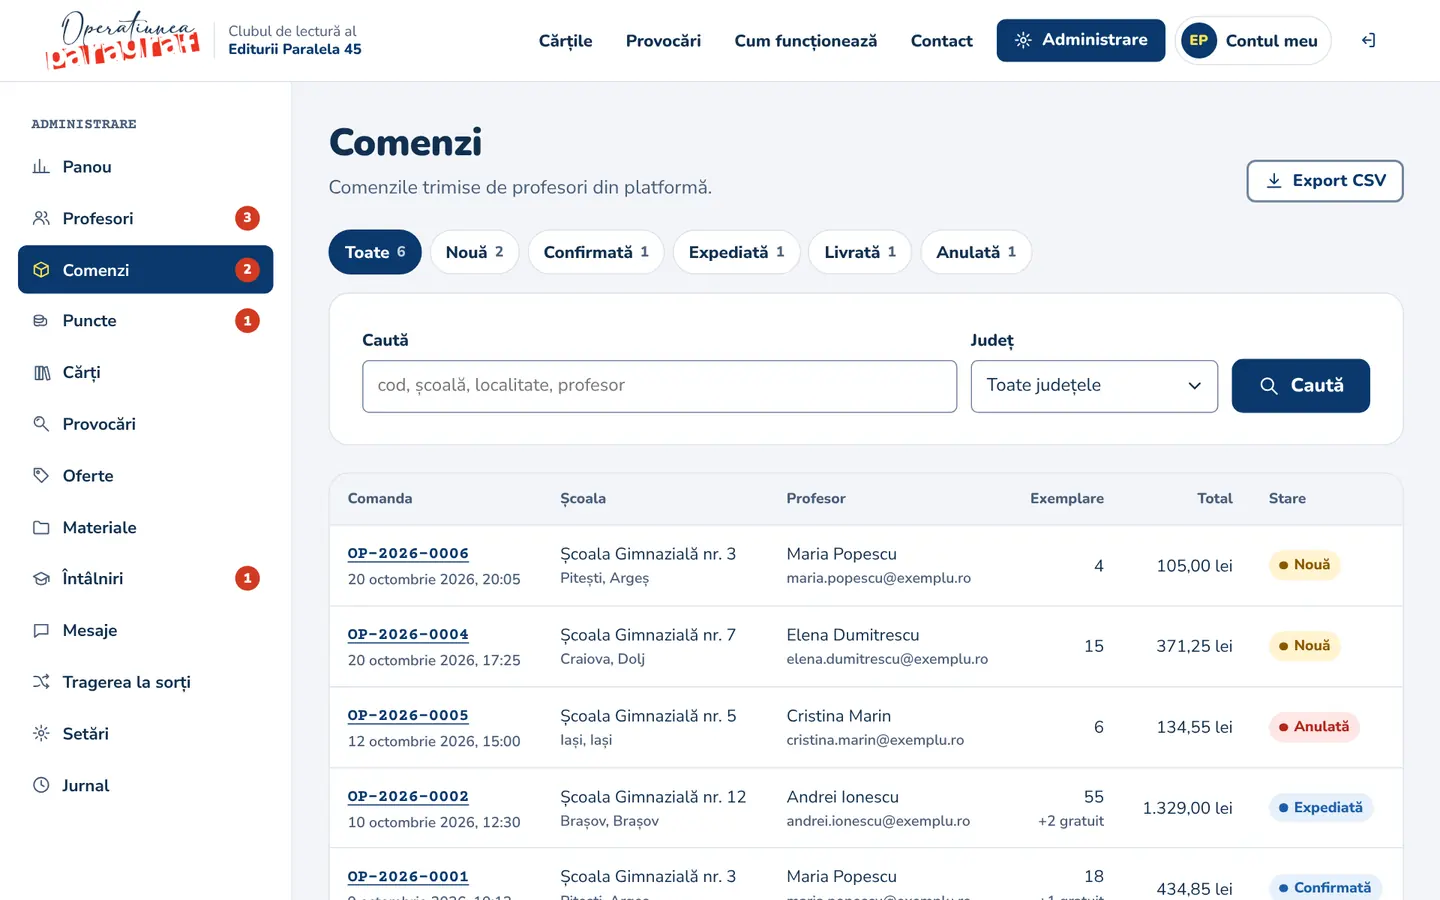 Operațiunea
paragraf
Clubul de lectură al
Editurii Paralela 45
Cărțile
Provocări
Cum funcționează
Contact
Administrare
EP
Contul meu
ADMINISTRARE
Panou
Profesori 3
Comenzi 2
Puncte 1
Cărți
Provocări
Oferte
Materiale
Întâlniri 1
Mesaje
Tragerea la sorți
Setări
Jurnal
Comenzi
Comenzile trimise de profesori din platformă.
Export CSV
Toate 6
Nouă 2
Confirmată 1
Expediată 1
Livrată 1
Anulată 1
Caută
cod, școală, localitate, profesor
Județ
Toate județele
Caută
Comanda Școala Profesor Exemplare Total Stare
OP-2026-0006 Școala Gimnazială nr. 3 Maria Popescu 4 105,00 lei Nouă
20 octombrie 2026, 20:05 Pitești, Argeș maria.popescu@exemplu.ro
OP-2026-0004 Școala Gimnazială nr. 7 Elena Dumitrescu 15 371,25 lei Nouă
20 octombrie 2026, 17:25 Craiova, Dolj elena.dumitrescu@exemplu.ro
OP-2026-0005 Școala Gimnazială nr. 5 Cristina Marin 6 134,55 lei Anulată
12 octombrie 2026, 15:00 Iași, Iași cristina.marin@exemplu.ro
OP-2026-0002 Școala Gimnazială nr. 12 Andrei Ionescu 55 1.329,00 lei Expediată
10 octombrie 2026, 12:30 Brașov, Brașov andrei.ionescu@exemplu.ro +2 gratuit
OP-2026-0001 Școala Gimnazială nr. 3 Maria Popescu 18 434,85 lei Confirmată